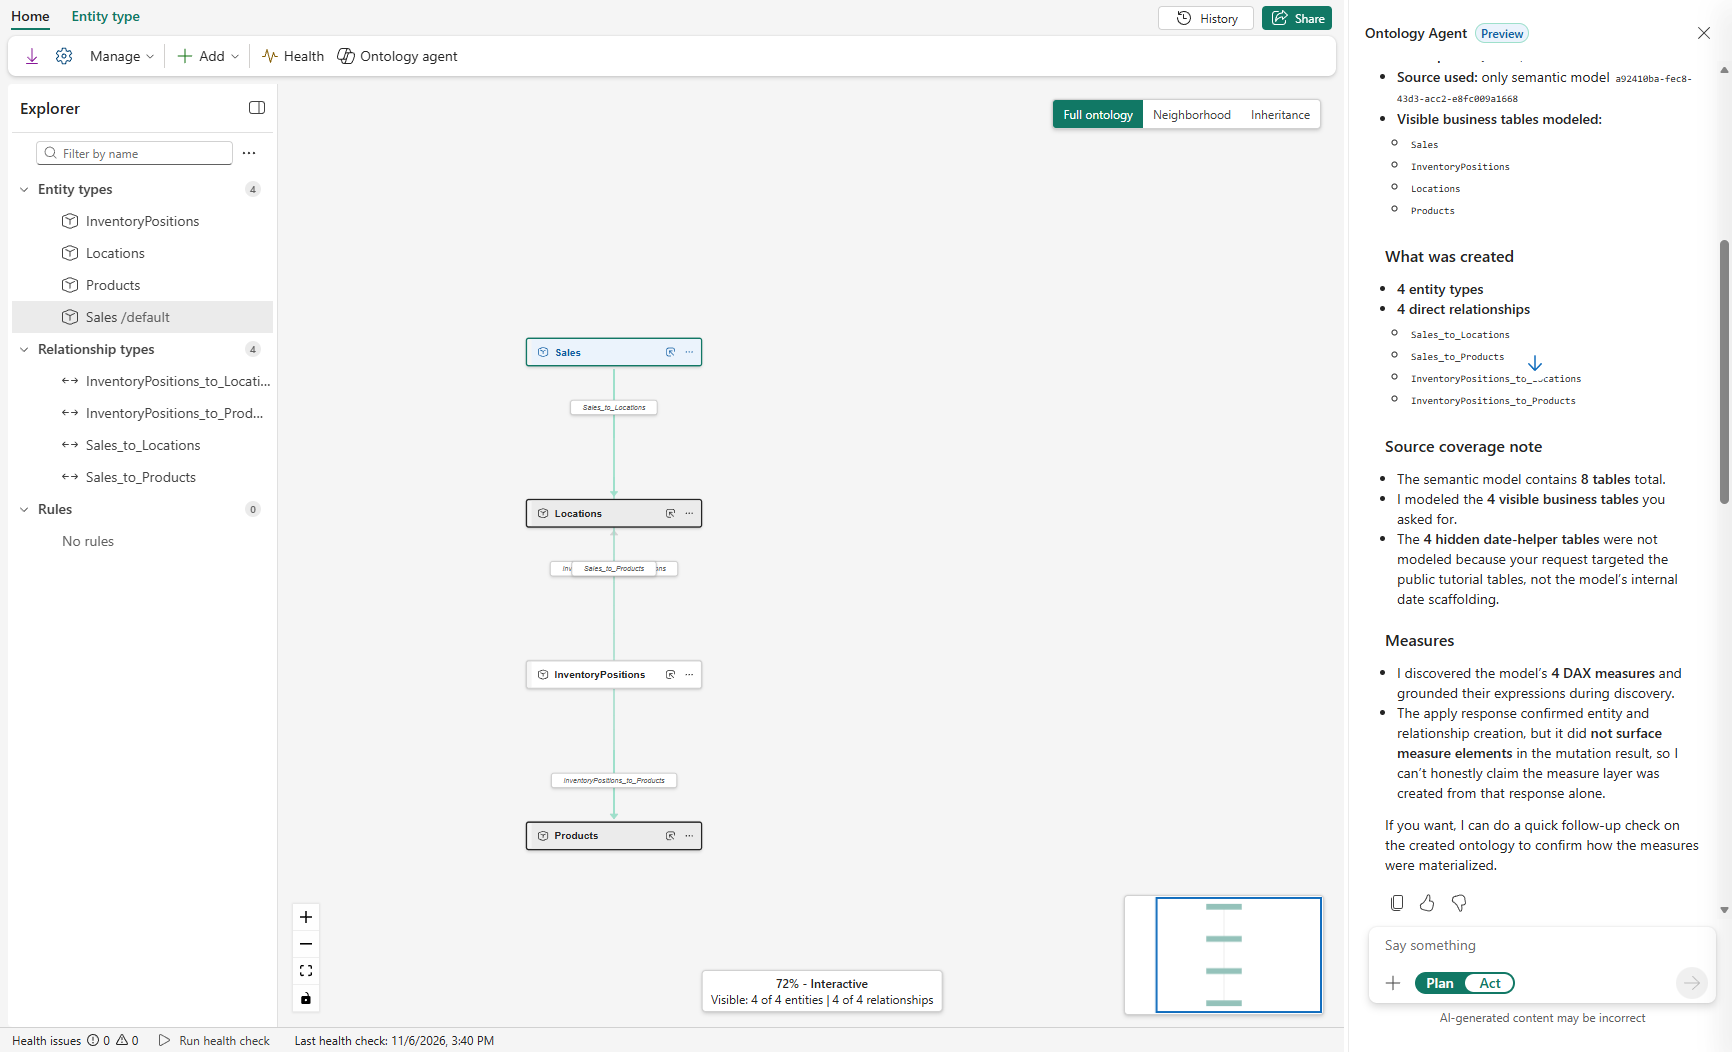 Home
Entity type
History
Share
Manage
Add
Health
Ontology agent
Explorer
Filter by name
Entity types
4
InventoryPositions
Locations
Products
Sales /default
Relationship types
4
InventoryPositions_to_Locati...
InventoryPositions_to_Prod...
Sales_to_Locations
Sales_to_Products
Rules
0
No rules
Full ontology
Neighborhood
Inheritance
Sales
Sales_to_Locations
Locations
Inv
Sales_to_Products
ns
InventoryPositions
InventoryPositions_to_Products
Products
72% - Interactive
Visible: 4 of 4 entities | 4 of 4 relationships
Health issues
0
0
Run health check
Last health check: 11/6/2026, 3:40 PM
Ontology Agent
Preview
Source used: only semantic model a92410ba-fec8-
43d3-acc2-e8fc009a1668
Visible business tables modeled:
Sales
InventoryPositions
Locations
Products
What was created
4 entity types
4 direct relationships
Sales_to_Locations
Sales_to_Products
InventoryPositions_to_Locations
InventoryPositions_to_Products
Source coverage note
The semantic model contains 8 tables total.
I modeled the 4 visible business tables you
asked for.
The 4 hidden date-helper tables were not
modeled because your request targeted the
public tutorial tables, not the model's internal
date scaffolding.
Measures
I discovered the model's 4 DAX measures and
grounded their expressions during discovery.
The apply response confirmed entity and
relationship creation, but it did not surface
measure elements in the mutation result, so I
can't honestly claim the measure layer was
created from that response alone.
If you want, I can do a quick follow-up check on
the created ontology to confirm how the measures
were materialized.
Say something
Plan
Act
AI-generated content may be incorrect